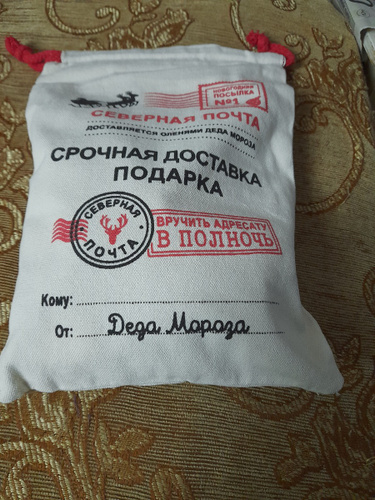 НОВОГОДНЯЯ
ПОСЫЛКА
№1
СЕВЕРНАЯ ПОЧТА
ДОСТАВЛЯЕТСЯ ОЛЕНЯМИ ДЕДА МОРОЗА
СРОЧНАЯ ДОСТАВКА
ПОДАРКА
СЕВЕРНАЯ
ПОЧТА
ВРУЧИТЬ АДРЕСАТУ
В ПОЛНОЧЬ
Кому:
От: Деда Мороза